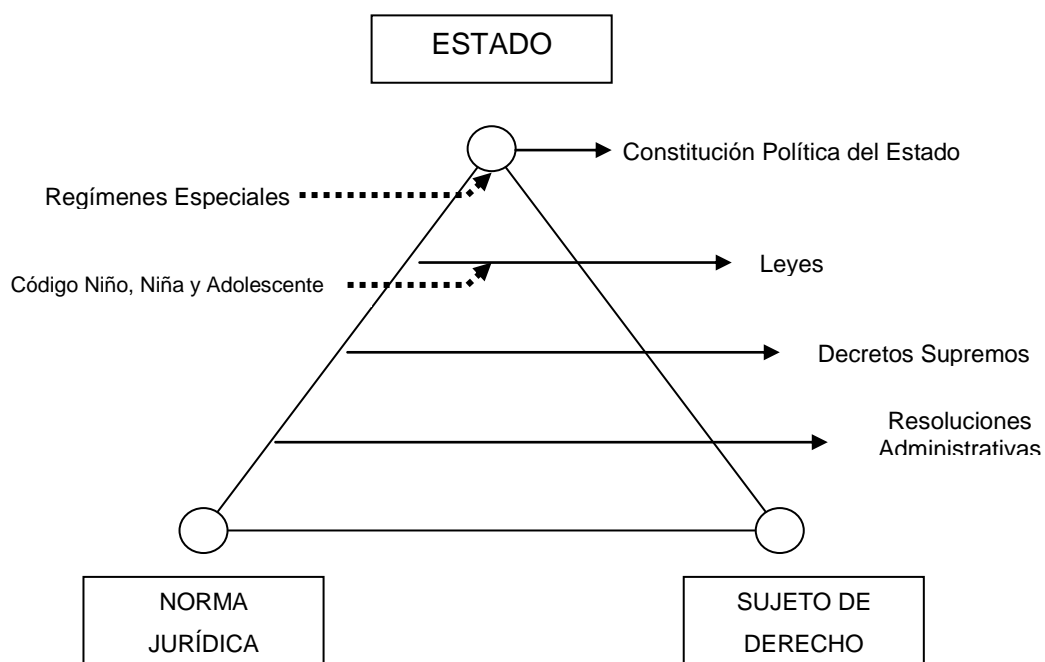 ESTADO
Constitución Política del Estado
Regímenes Especiales
Leyes
Código Niño, Niña y Adolescente
Decretos Supremos
Resoluciones
Administrativas
NORMA
JURÍDICA
SUJETO DE
DERECHO